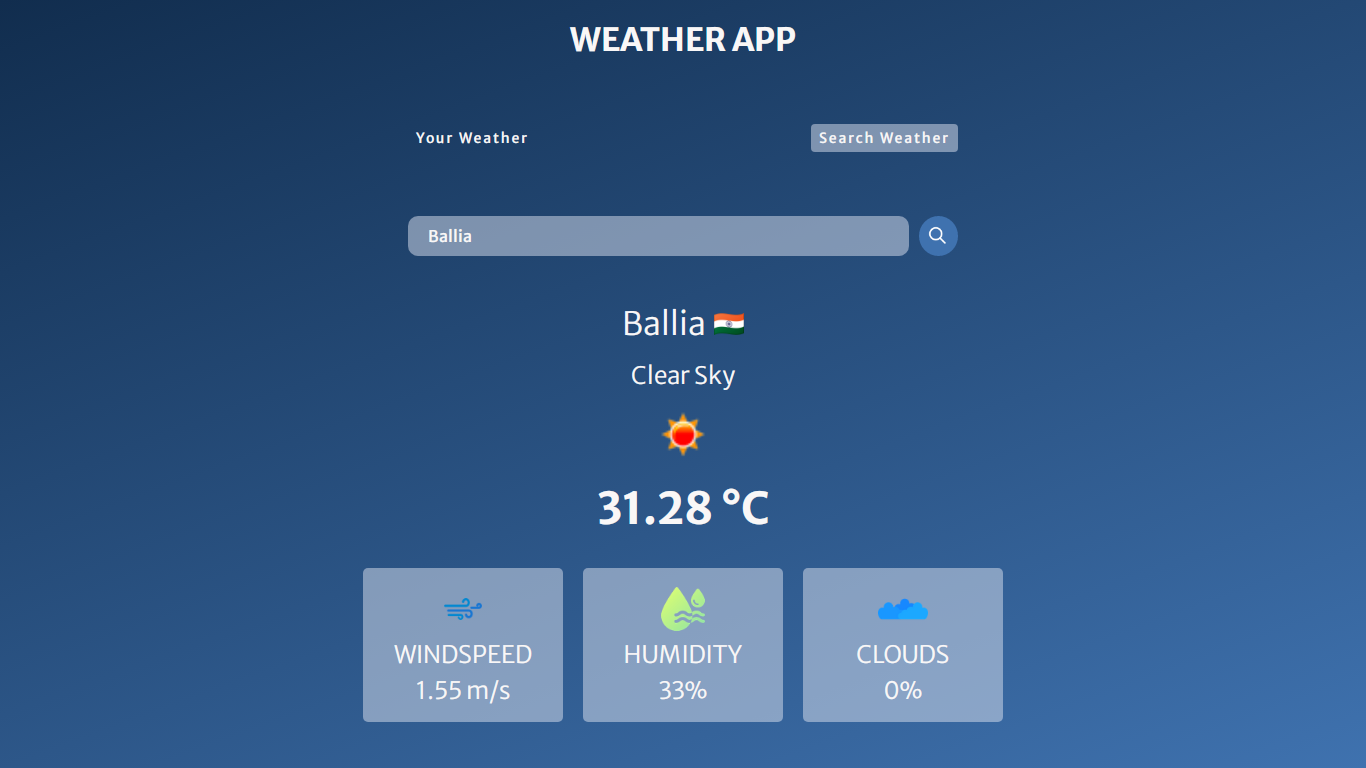 WEATHER APP
Your Weather
Search Weather
Ballia
Ballia
Clear Sky
31.28 °C
WINDSPEED
1.55 m/s
HUMIDITY
33%
CLOUDS
0%